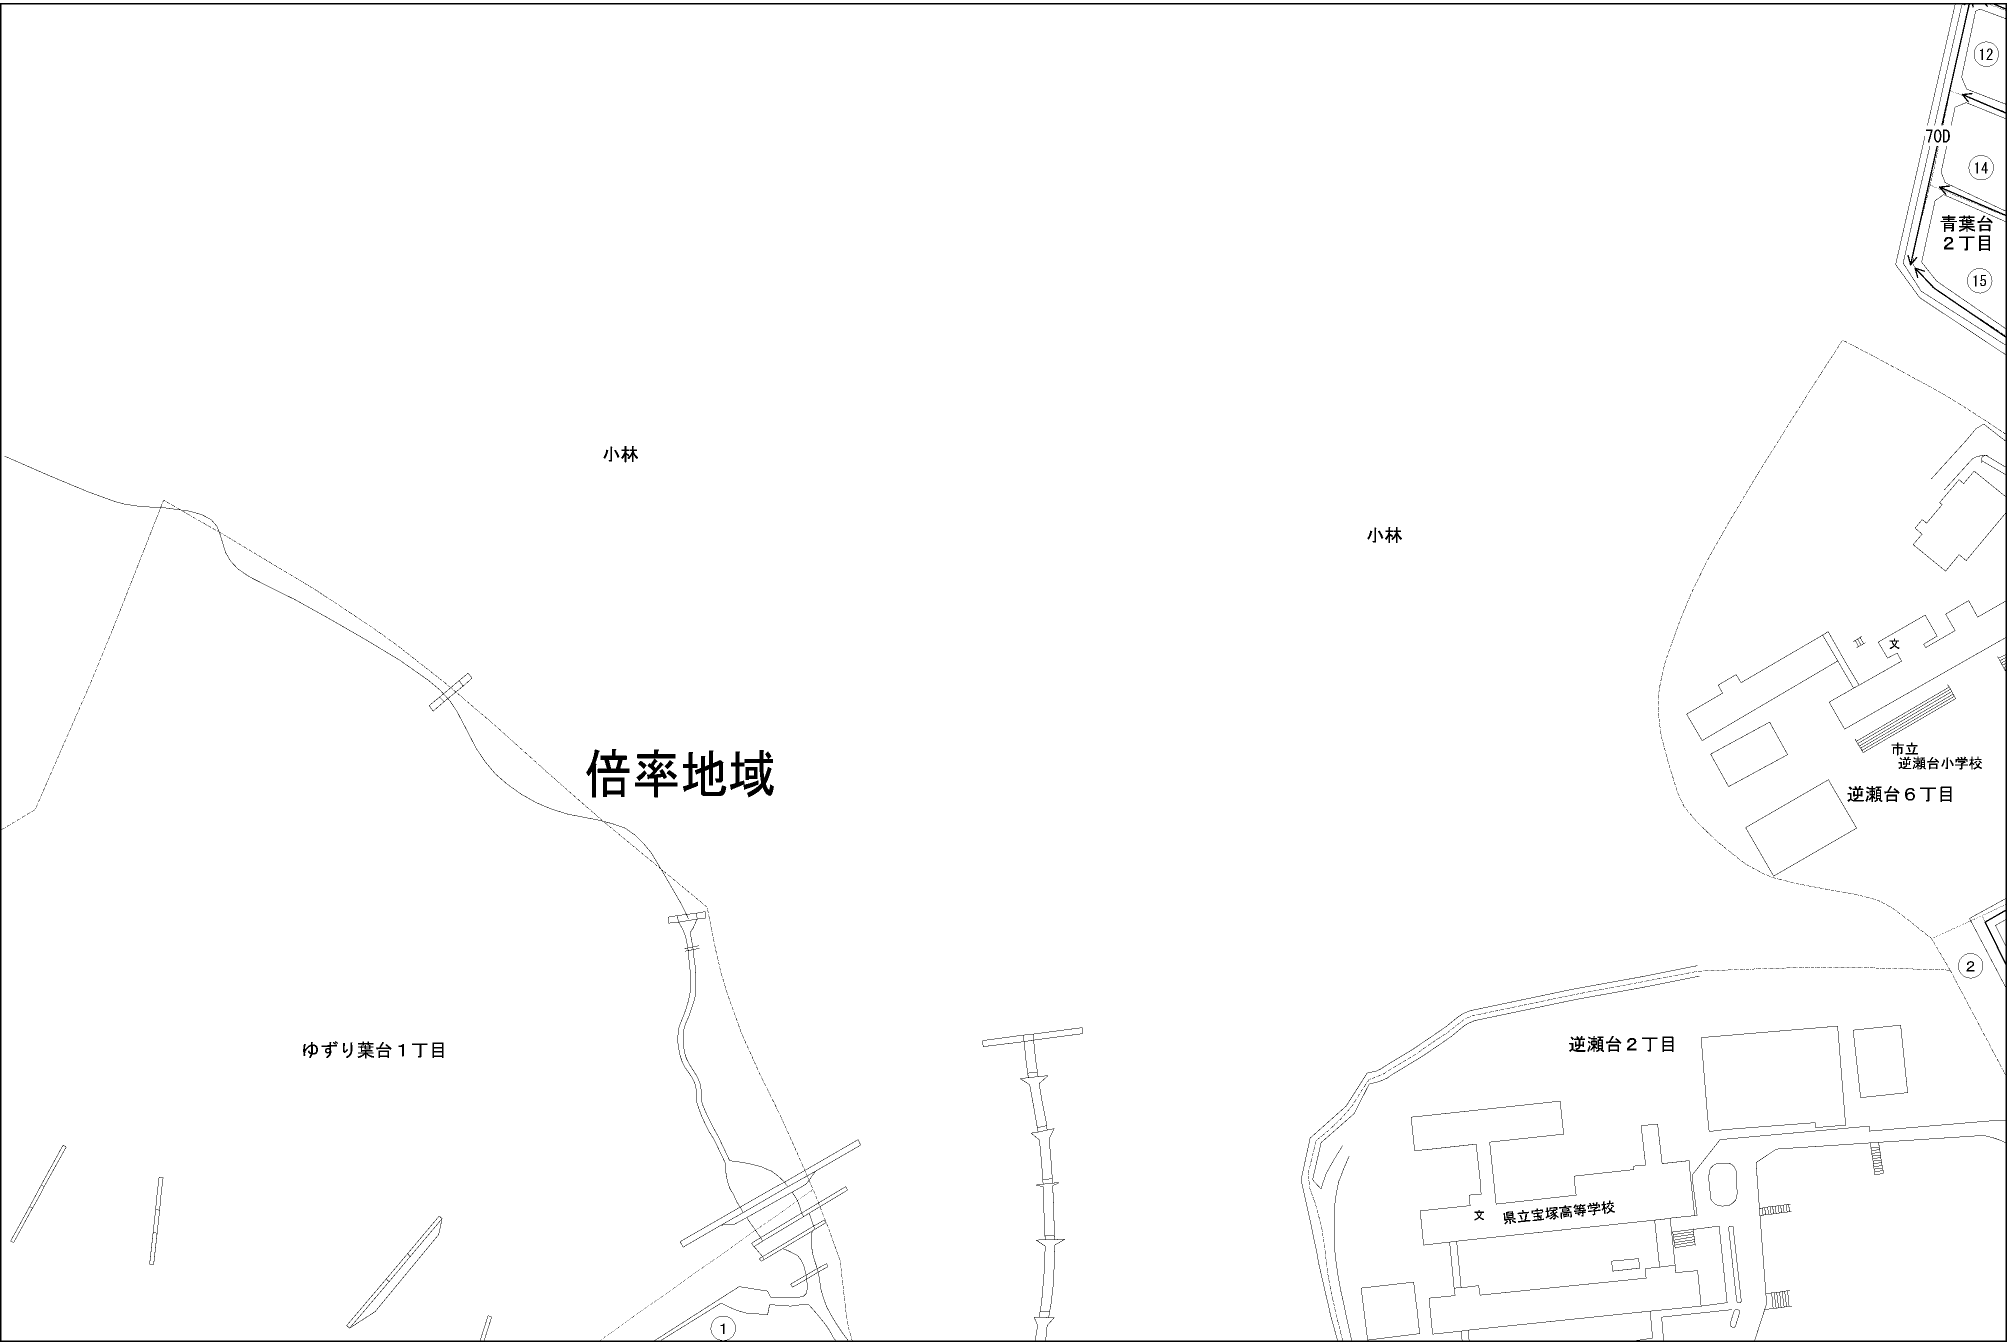 12
70D
14
青葉台
2丁目
15
小林
小林
文
倍率地域
市立
逆瀬台小学校
逆瀬台6丁目
2
ゆずり葉台1丁目
逆瀬台2丁目
文 県立宝塚高等学校
1